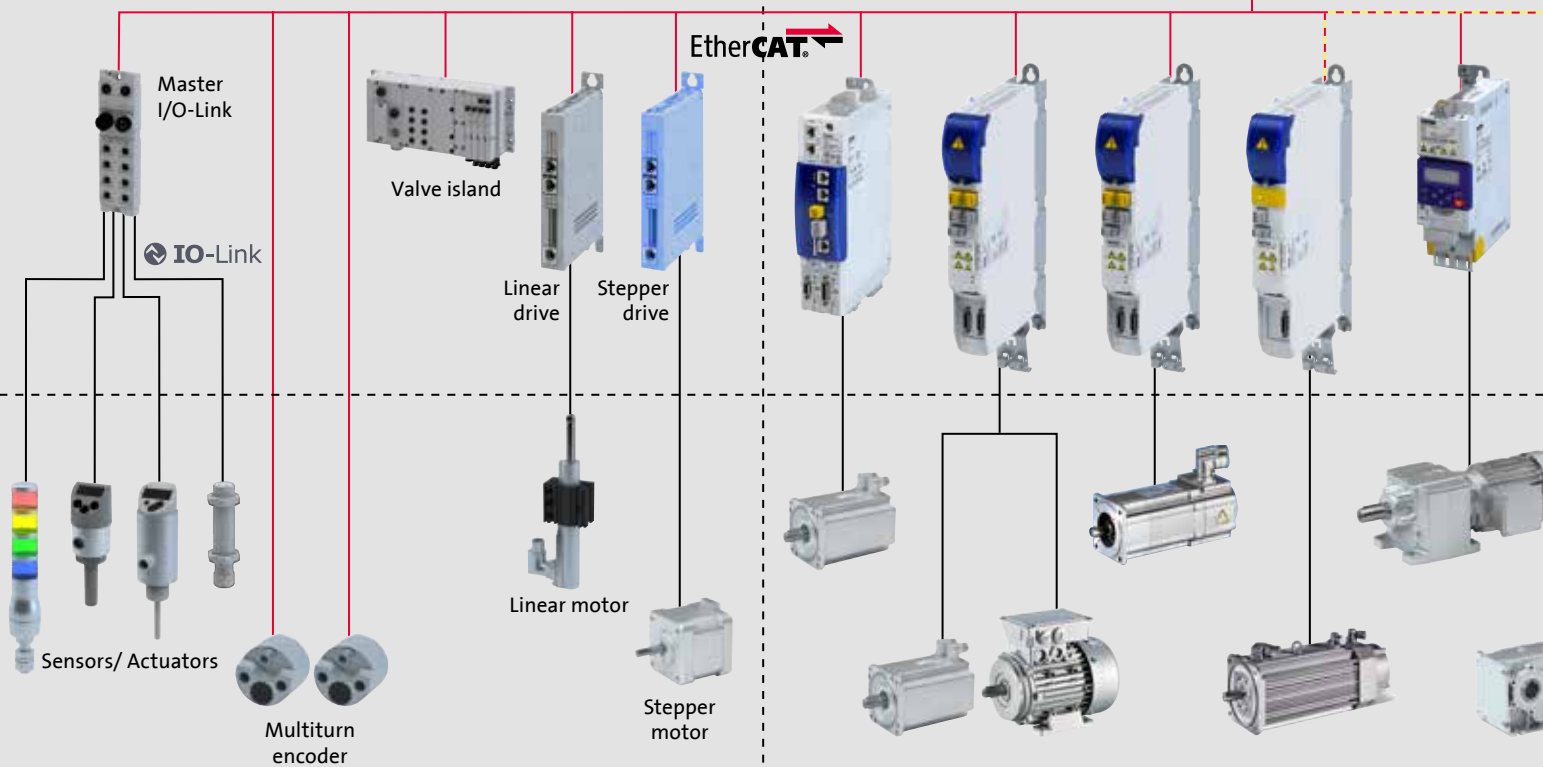 EtherCAT®
Master
I/O-Link
Valve island
IO-Link
Linear
drive
Stepper
drive
Linear motor
Sensors/ Actuators
Stepper
motor
Multiturn
encoder